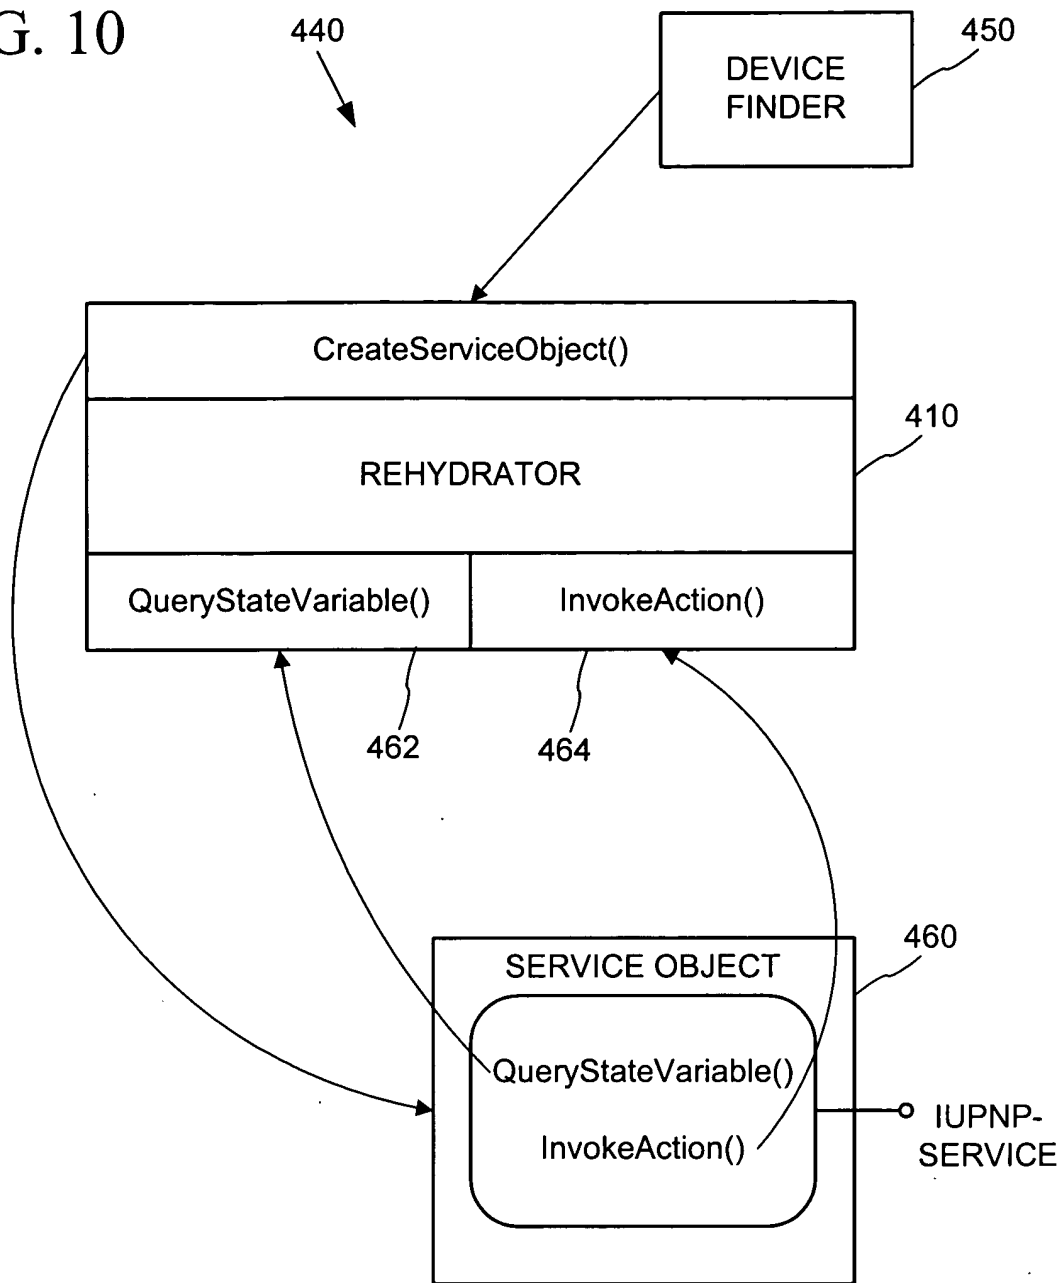 G. 10
440
450
DEVICE
FINDER
CreateServiceObject()
410
REHYDRATOR
QueryStateVariable()
InvokeAction()
462
464
460
SERVICE OBJECT
QueryStateVariable()
InvokeAction()
IUPNP-
SERVICE